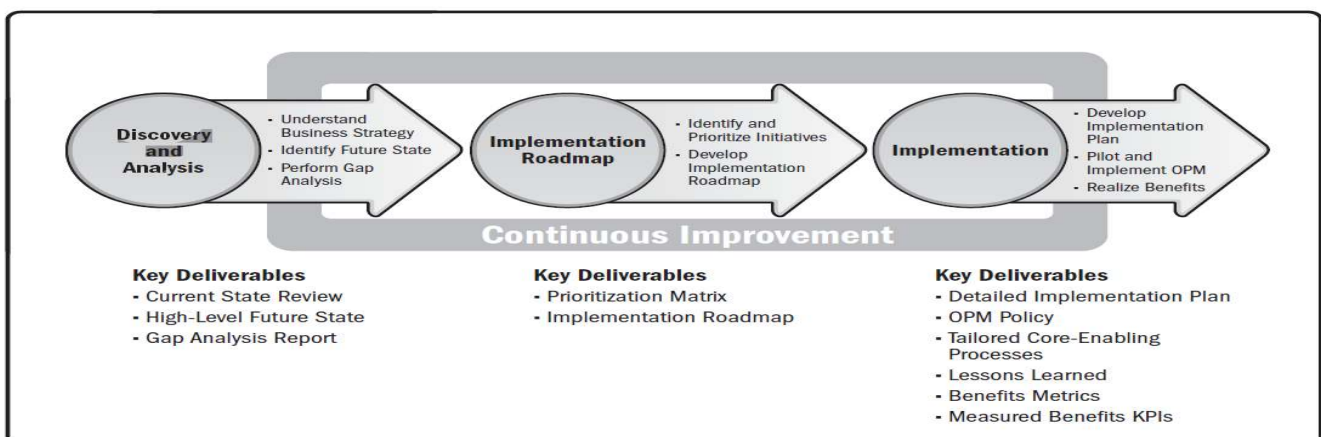 Discovery
and
Analysis
- Understand
Business Strategy
- Identify Future State
- Perform Gap
Analysis
Implementation
Roadmap
- Identify and
Prioritize Initiatives
- Develop
Implementation
Roadmap
Implementation
- Develop
Implementation
Plan
- Pilot and
Implement OPM
- Realize Benefits
Continuous Improvement
Key Deliverables
- Current State Review
- High-Level Future State
- Gap Analysis Report
Key Deliverables
- Prioritization Matrix
- Implementation Roadmap
Key Deliverables
- Detailed Implementation Plan
- OPM Policy
- Tailored Core-Enabling
Processes
- Lessons Learned
- Benefits Metrics
- Measured Benefits KPIs